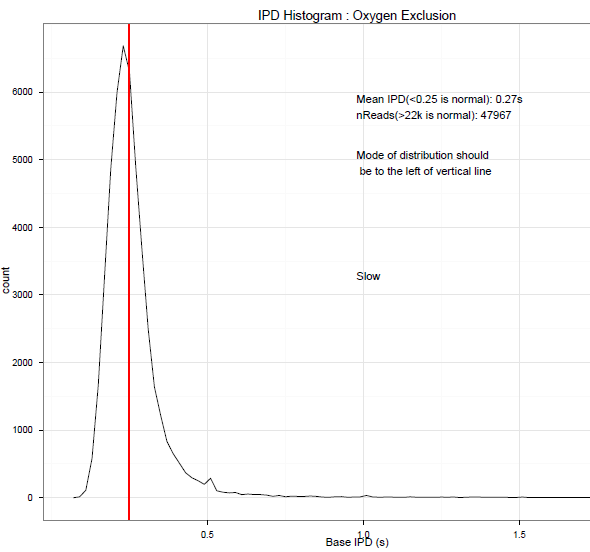 IPD Histogram : Oxygen Exclusion
Mean IPD(<0.25 is normal): 0.27s
nReads(>22k is normal): 47967
Mode of distribution should
be to the left of vertical line
Slow
count
6000
5000
4000
3000
2000
1000
0
0.5
1.0
1.5
Base IPD (s)